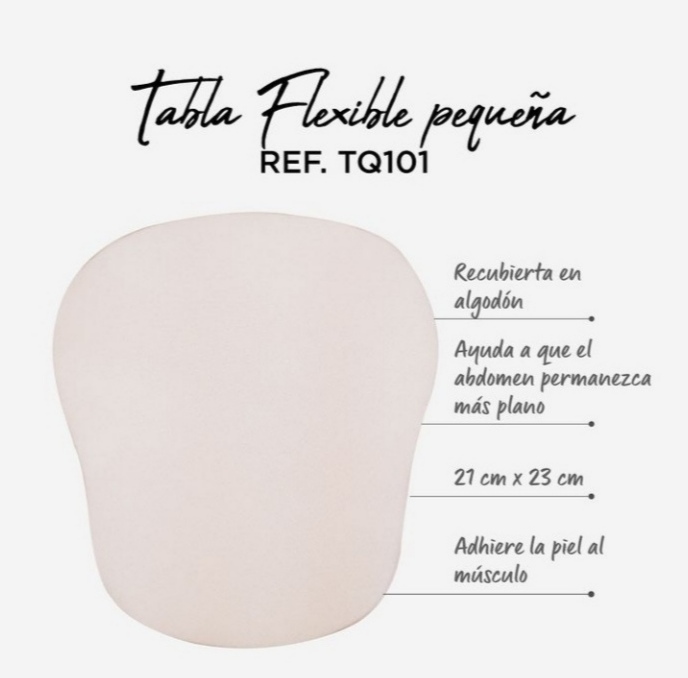 Tabla Flexible pequeña
REF. TQ101
Recubierta en
algodón
Ayuda a que el
abdomen permanezca
más plano
21 cm x 23 cm
Adhiere la piel al
músculo